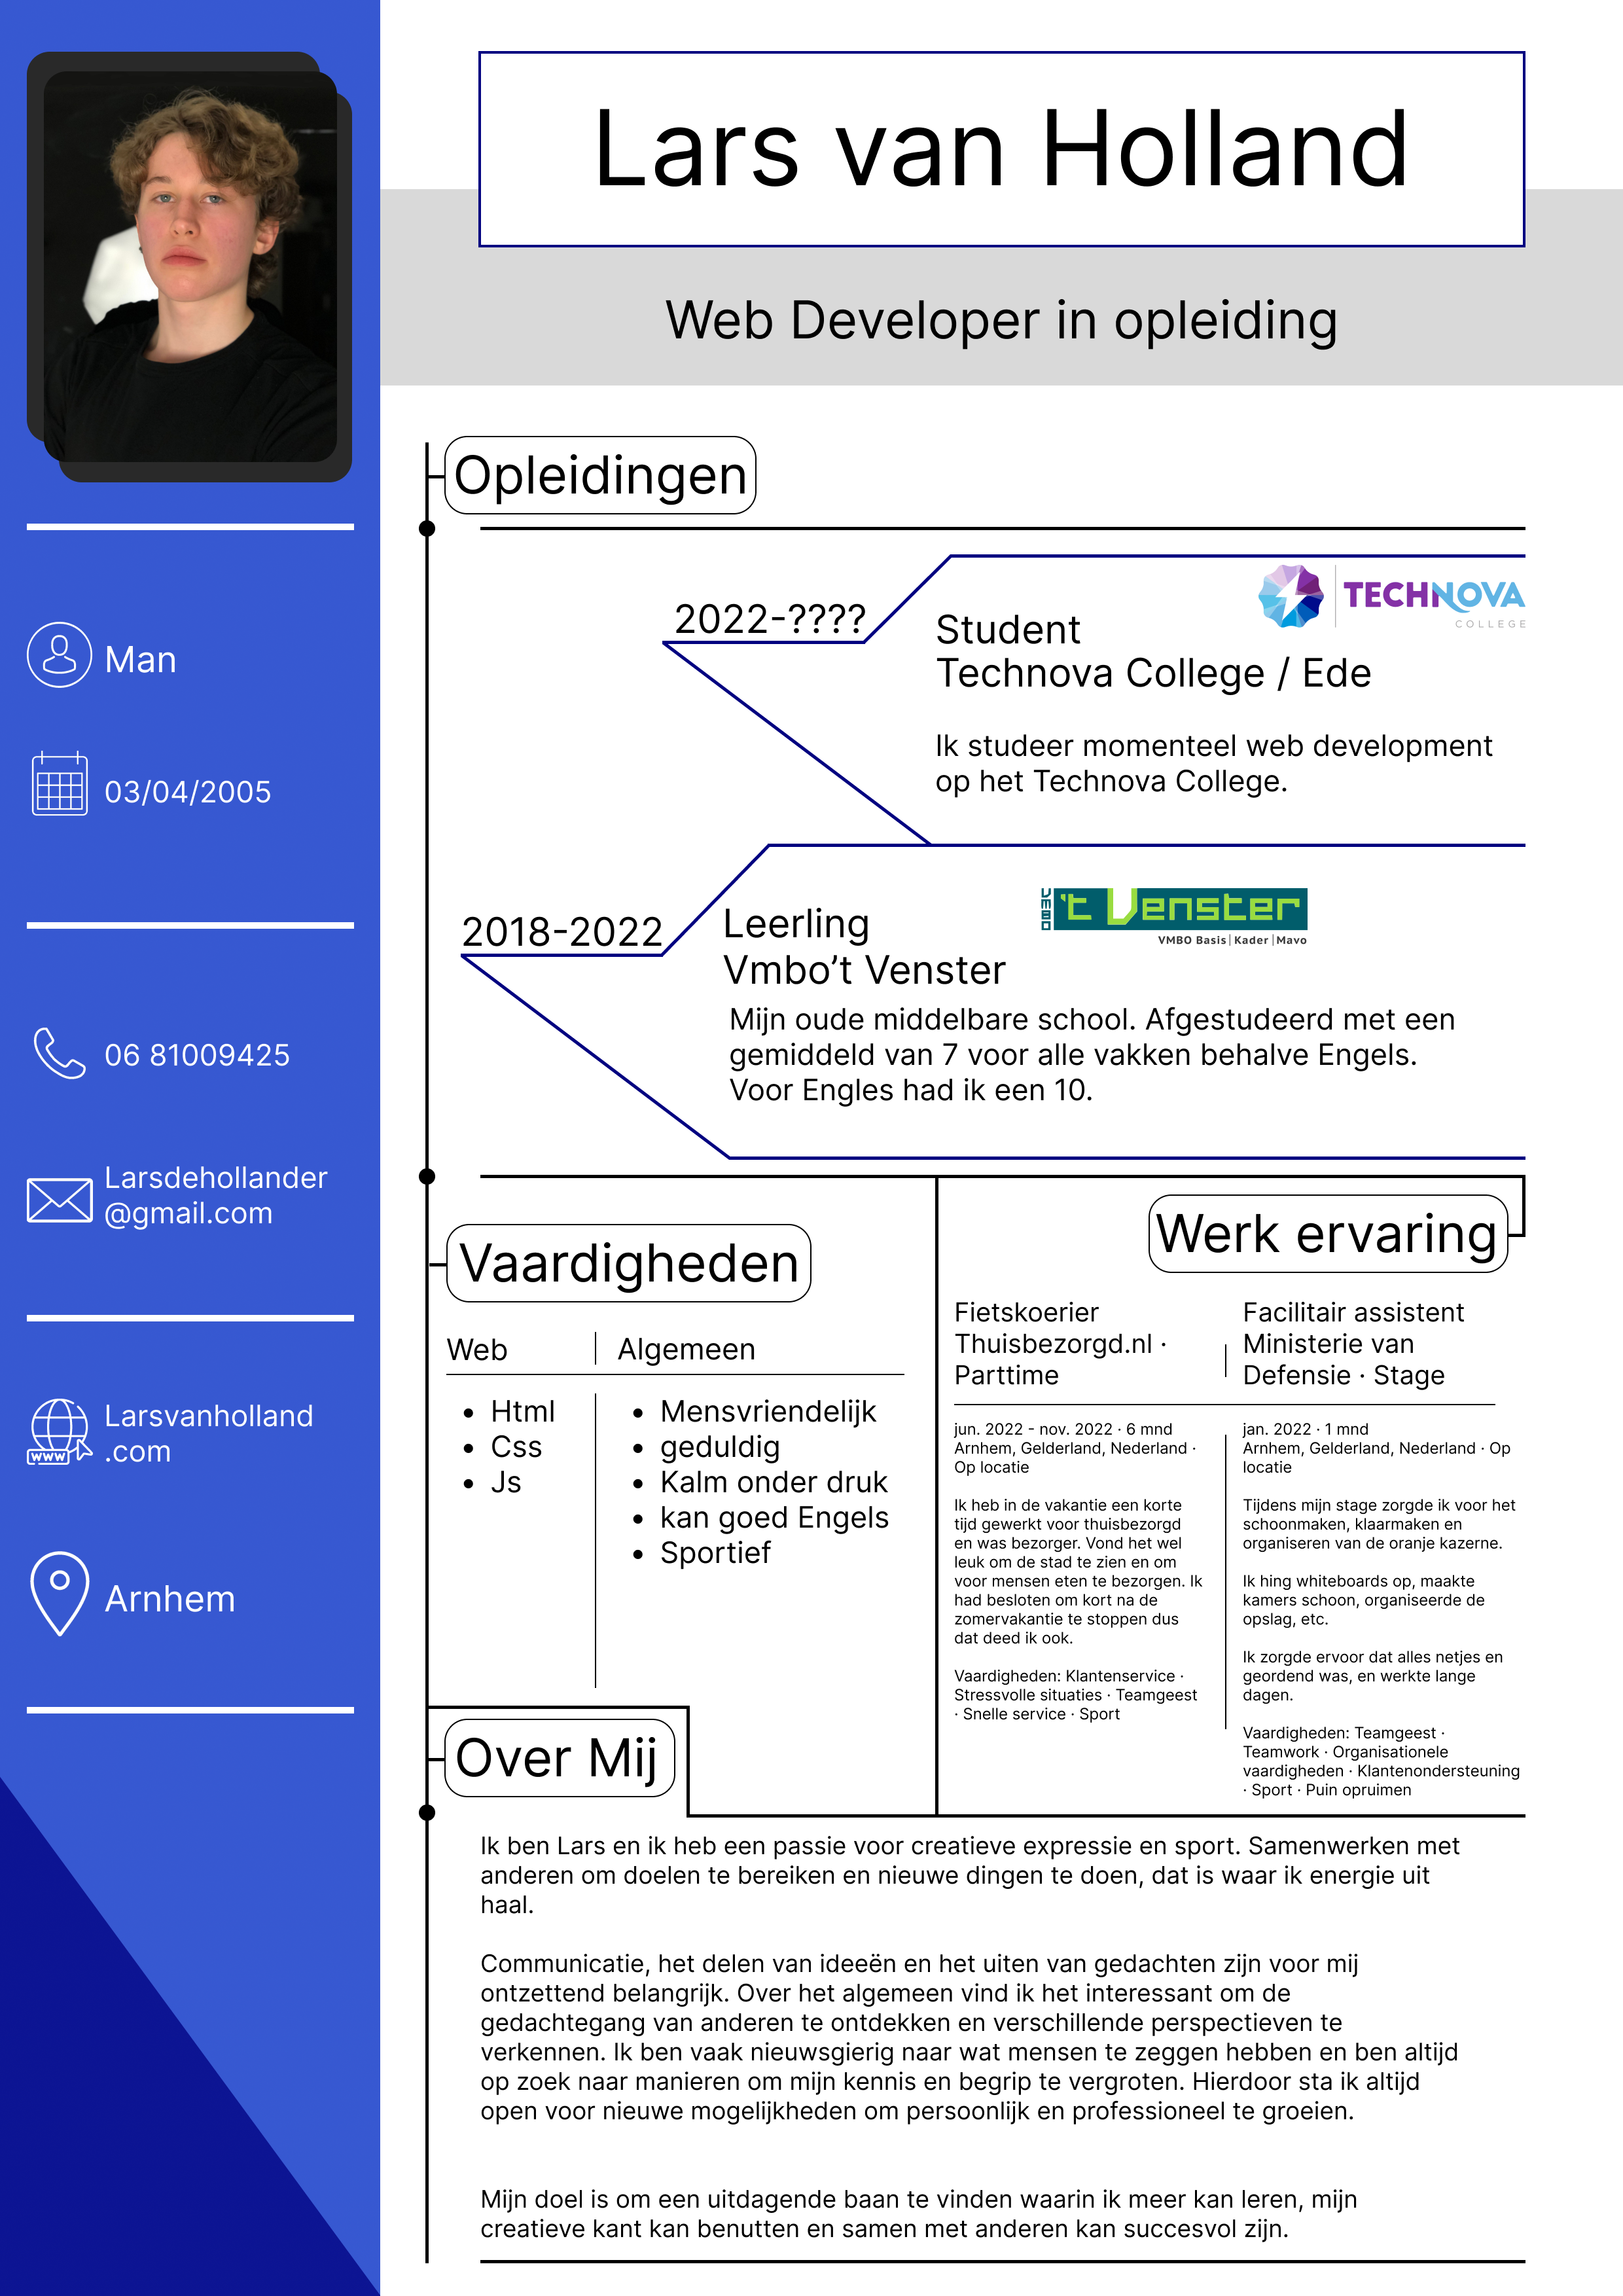 Lars van Holland
Web Developer in opleiding
Man
03/04/2005
06 81009425
Larsdehollander
@gmail.com
www
Larsvanholland
.com
Arnhem
Opleidingen
2022-????
TECHNOVA
COLLEGE
Student
Technova College / Ede
Ik studeer momenteel web development
op het Technova College.
2018-2022
VMBO 't Venster
VMBO Basis | Kader | Mavo
Leerling
Vmbo’t Venster
Mijn oude middelbare school. Afgestudeerd met een
gemiddeld van 7 voor alle vakken behalve Engels.
Voor Engles had ik een 10.
Vaardigheden
Web
Html
Css
Js
Algemeen
Mensvriendelijk
geduldig
Kalm onder druk
kan goed Engels
Sportief
Werk ervaring
Fietskoerier
Thuisbezorgd.nl ·
Parttime
jun. 2022 - nov. 2022 · 6 mnd
Arnhem, Gelderland, Nederland ·
Op locatie
Ik heb in de vakantie een korte
tijd gewerkt voor thuisbezorgd
en was bezorger. Vond het wel
leuk om de stad te zien en om
voor mensen eten te bezorgen. Ik
had besloten om kort na de
zomervakantie te stoppen dus
dat deed ik ook.
Vaardigheden: Klantenservice ·
Stressvolle situaties · Teamgeest
· Snelle service · Sport
Facilitair assistent
Ministerie van
Defensie · Stage
jan. 2022 · 1 mnd
Arnhem, Gelderland, Nederland · Op
locatie
Tijdens mijn stage zorgde ik voor het
schoonmaken, klaarmaken en
organiseren van de oranje kazerne.
Ik hing whiteboards op, maakte
kamers schoon, organiseerde de
opslag, etc.
Ik zorgde ervoor dat alles netjes en
geordend was, en werkte lange
dagen.
Vaardigheden: Teamgeest ·
Teamwork · Organisationele
vaardigheden · Klantenondersteuning
· Sport · Puin opruimen
Over Mij
Ik ben Lars en ik heb een passie voor creatieve expressie en sport. Samenwerken met
anderen om doelen te bereiken en nieuwe dingen te doen, dat is waar ik energie uit
haal.
Communicatie, het delen van ideeën en het uiten van gedachten zijn voor mij
ontzettend belangrijk. Over het algemeen vind ik het interessant om de
gedachtegang van anderen te ontdekken en verschillende perspectieven te
verkennen. Ik ben vaak nieuwsgierig naar wat mensen te zeggen hebben en ben altijd
op zoek naar manieren om mijn kennis en begrip te vergroten. Hierdoor sta ik altijd
open voor nieuwe mogelijkheden om persoonlijk en professioneel te groeien.
Mijn doel is om een uitdagende baan te vinden waarin ik meer kan leren, mijn
creatieve kant kan benutten en samen met anderen kan succesvol zijn.